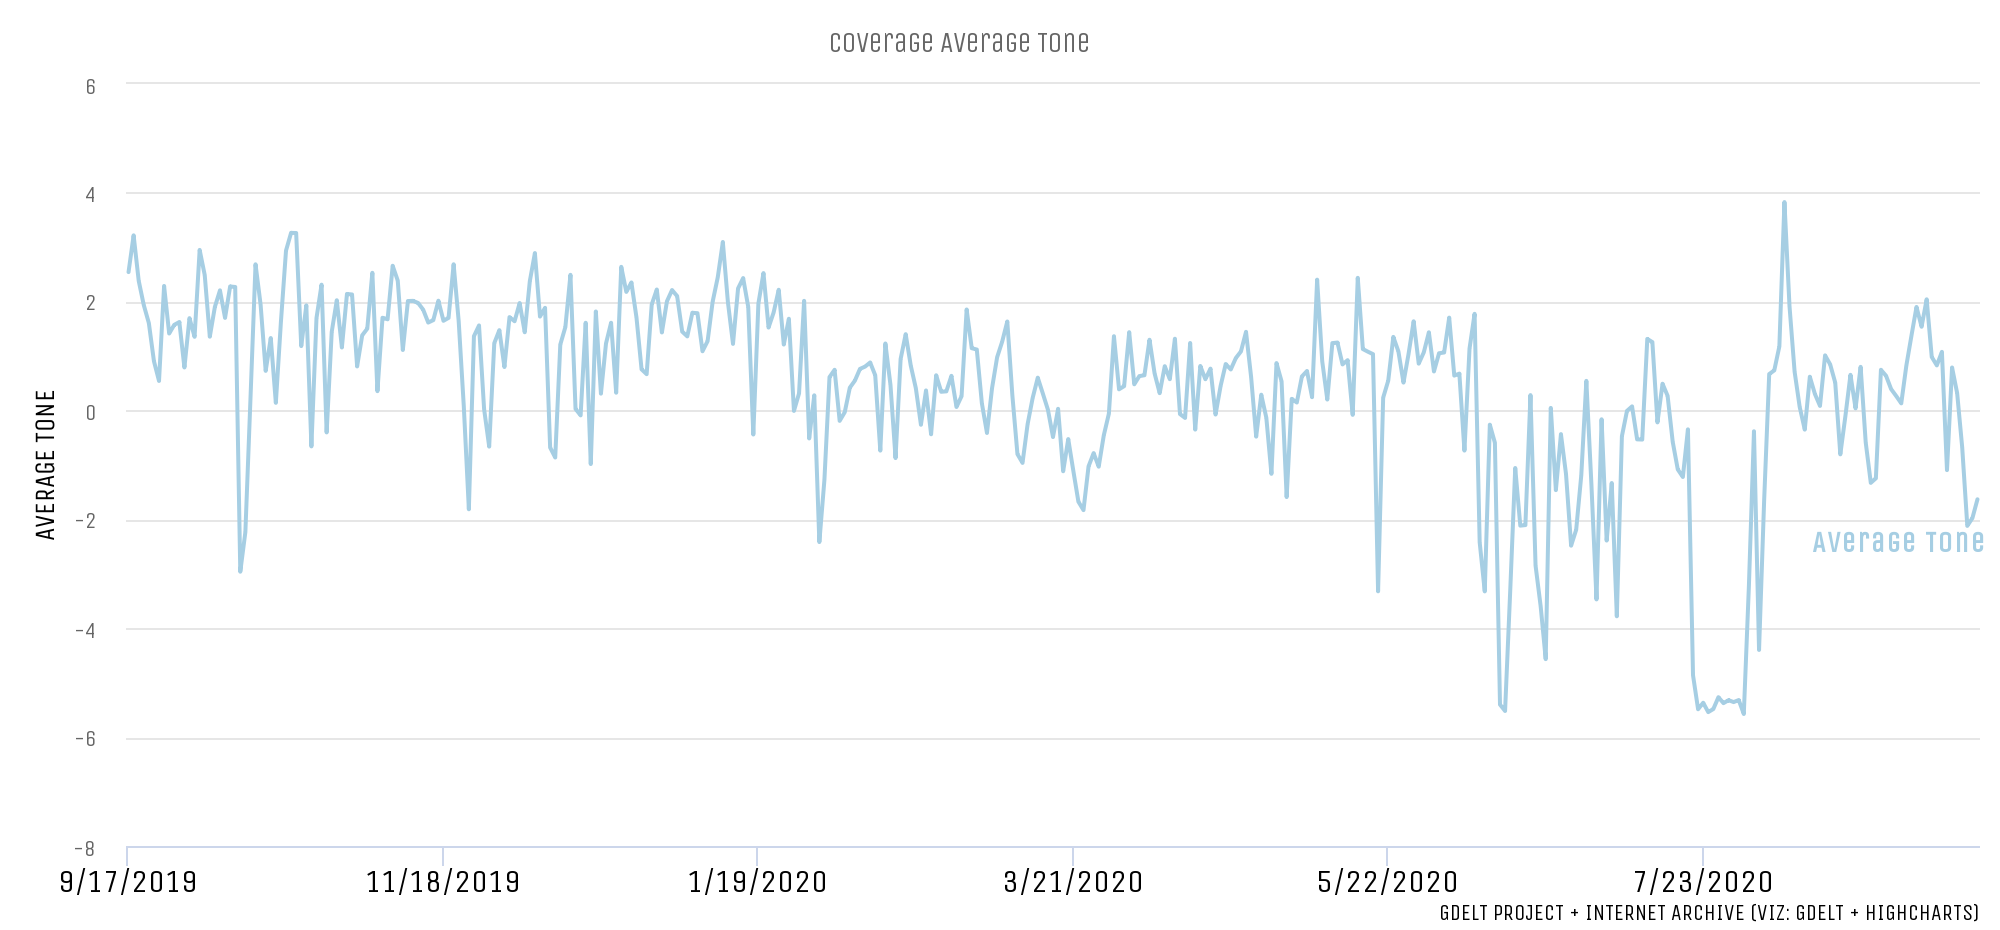 Coverage Average Tone
6
4
2
0
-2
-4
-6
-8
AVERAGE TONE
Average Tone
9/17/2019 11/18/2019 1/19/2020 3/21/2020 5/22/2020 7/23/2020
GDELT PROJECT + INTERNET ARCHIVE (VIZ: GDELT + HIGHCHARTS)